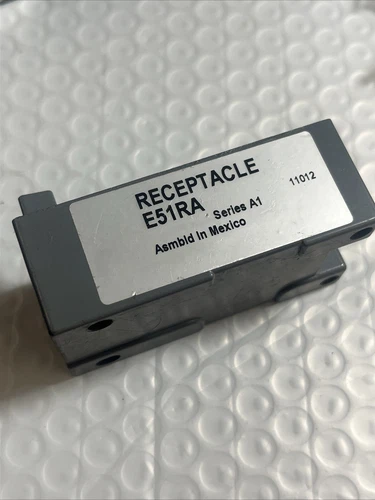 RECEPTACLE
E51RA Series A1 11012
Asmbld in Mexico